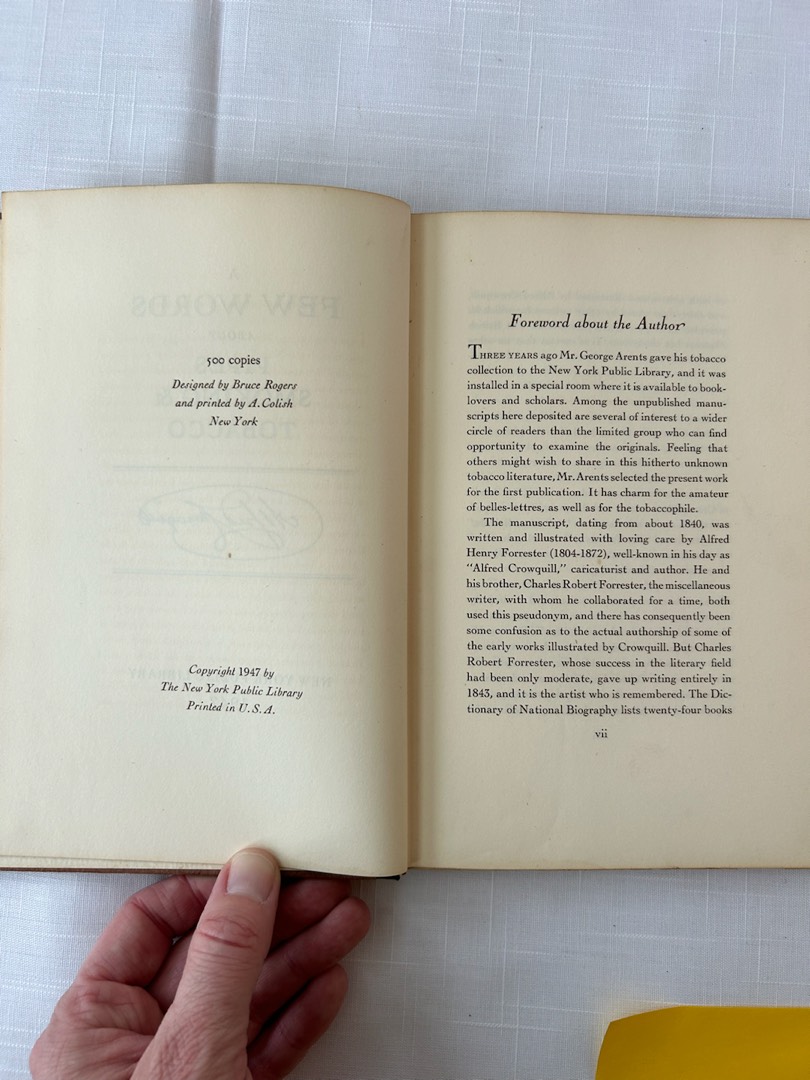 500 copies
Designed by Bruce Rogers
and printed by A. Colish
New York
Copyright 1947 by
The New York Public Library
Printed in U.S.A.
Foreword about the Author
THREE YEARS ago Mr. George Arents gave his tobacco
collection to the New York Public Library, and it was
installed in a special room where it is available to book-
lovers and scholars. Among the unpublished manu-
scripts here deposited are several of interest to a wider
circle of readers than the limited group who can find
opportunity to examine the originals. Feeling that
others might wish to share in this hitherto unknown
tobacco literature, Mr. Arents selected the present work
for the first publication. It has charm for the amateur
of belles-lettres, as well as for the tobaccophile.
The manuscript, dating from about 1840, was
written and illustrated with loving care by Alfred
Henry Forrester (1804-1872), well-known in his day as
"Alfred Crowquill," caricaturist and author. He and
his brother, Charles Robert Forrester, the miscellaneous
writer, with whom he collaborated for a time, both
used this pseudonym, and there has consequently been
some confusion as to the actual authorship of some of
the early works illustrated by Crowquill. But Charles
Robert Forrester, whose success in the literary field
had been only moderate, gave up writing entirely in
1843, and it is the artist who is remembered. The Dic-
tionary of National Biography lists twenty-four books
vii